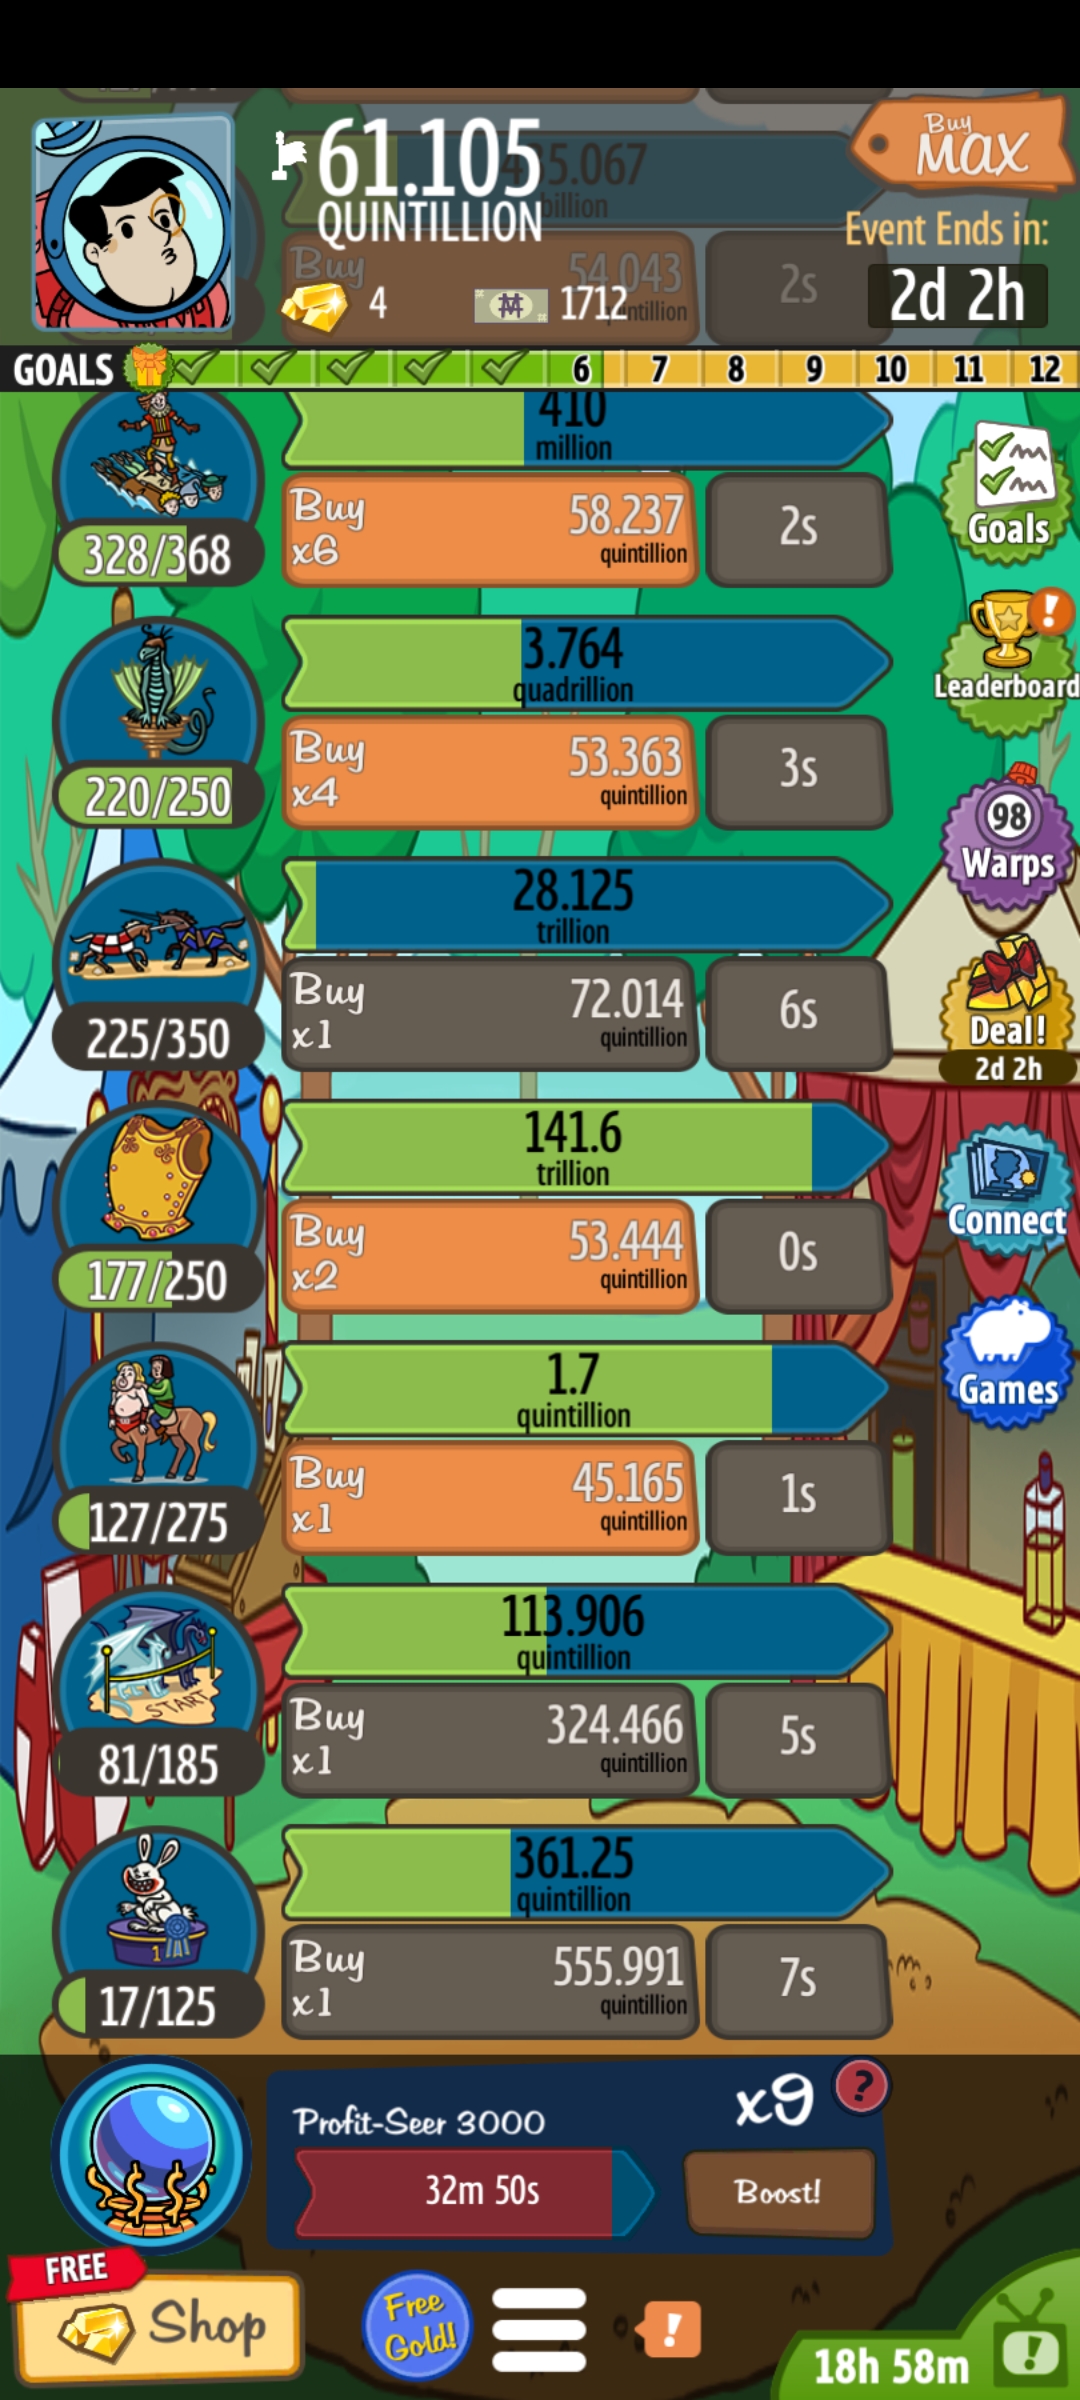 61.105
QUINTILLION
Buy
MAX
Event Ends in:
2d 2h
Buy
54.043
2s
4
1712
GOALS
6 7 8 9 10 11 12
410
million
328/368
Buy
x6
58.237
quintillion
2s
Goals
Leaderboard
3.764
quadrillion
220/250
Buy
x4
53.363
quintillion
3s
98
Warps
28.125
trillion
225/350
Buy
x1
72.014
quintillion
6s
Deal!
2d 2h
141.6
trillion
177/250
Buy
x2
53.444
quintillion
0s
Connect
1.7
quintillion
127/275
Buy
x1
45.165
quintillion
1s
Games
START
113.906
quintillion
81/185
Buy
x1
324.466
quintillion
5s
1
361.25
quintillion
17/125
Buy
x1
555.991
quintillion
7s
Profit-Seer 3000
x9
?
32m 50s
Boost!
FREE
Shop
Free
Gold!
!
18h 58m
!